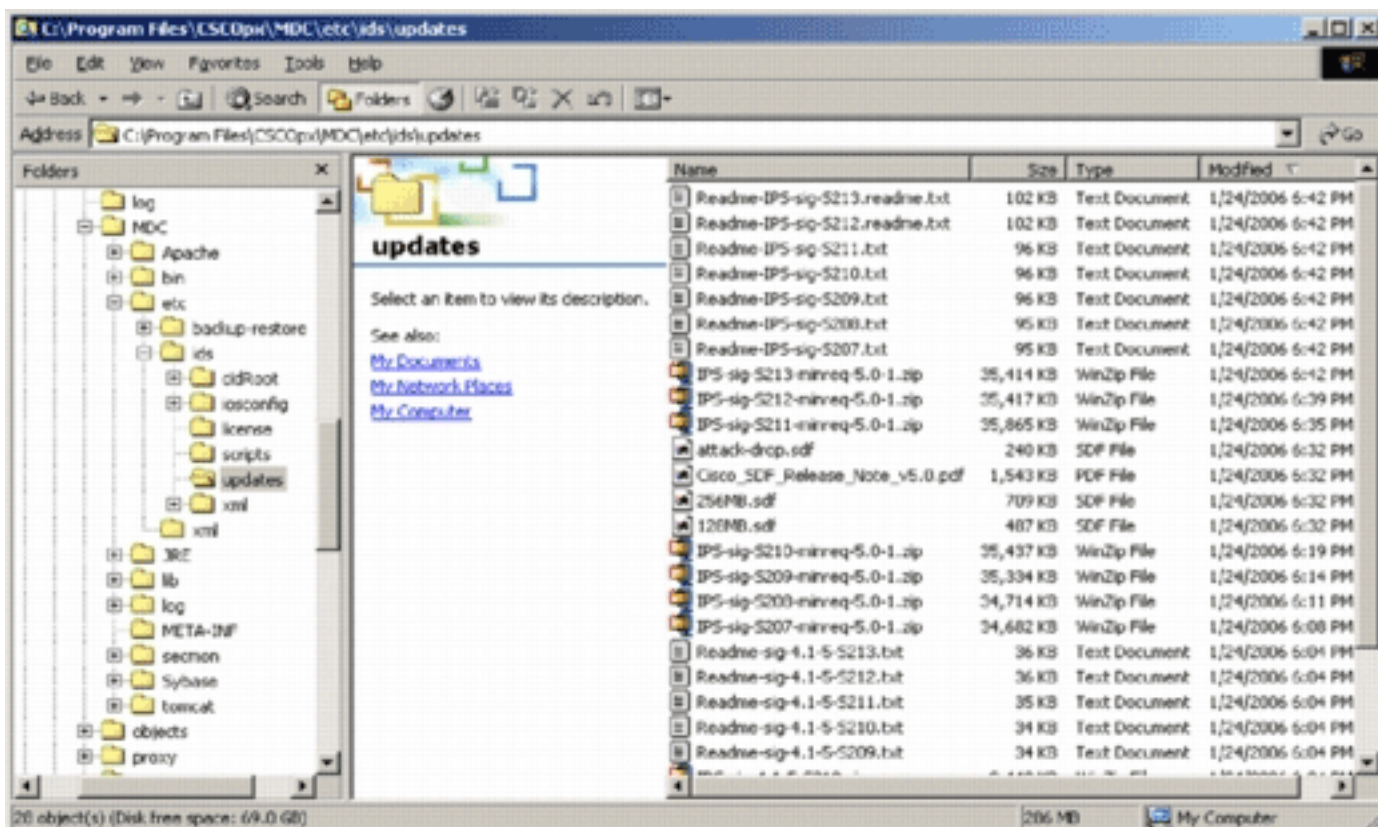 C:\Program Files\CSCOpx\MDC\etc\ids\updates
File Edit View Favorites Tools Help
Back Search Folders
Address C:\Program Files\CSCOpx\MDC\etc\ids\updates Go
Folders
log
MDC
Apache
bin
etc
backup-restore
ids
cidRoot
iosconfig
license
scripts
updates
xml
xml
JRE
lib
log
META-INF
secmon
Sybase
tomcat
objects
proxy
updates
Select an item to view its description.
See also:
My Documents
My Network Places
My Computer
Name Size Type Modified
Readme-IPS-sig-S213.readme.txt 102 KB Text Document 1/24/2006 6:42 PM
Readme-IPS-sig-S212.readme.txt 102 KB Text Document 1/24/2006 6:42 PM
Readme-IPS-sig-S211.txt 96 KB Text Document 1/24/2006 6:42 PM
Readme-IPS-sig-S210.txt 96 KB Text Document 1/24/2006 6:42 PM
Readme-IPS-sig-S209.txt 96 KB Text Document 1/24/2006 6:42 PM
Readme-IPS-sig-S208.txt 95 KB Text Document 1/24/2006 6:42 PM
Readme-IPS-sig-S207.txt 95 KB Text Document 1/24/2006 6:42 PM
IPS-sig-S213-minreq-5.0-1.zip 35,414 KB WinZip File 1/24/2006 6:42 PM
IPS-sig-S212-minreq-5.0-1.zip 35,417 KB WinZip File 1/24/2006 6:39 PM
IPS-sig-S211-minreq-5.0-1.zip 35,865 KB WinZip File 1/24/2006 6:35 PM
attack-drop.sdf 240 KB SDF File 1/24/2006 6:32 PM
Cisco_SDF_Release_Note_v5.0.pdf 1,543 KB PDF File 1/24/2006 6:32 PM
256MB.sdf 709 KB SDF File 1/24/2006 6:32 PM
128MB.sdf 487 KB SDF File 1/24/2006 6:32 PM
IPS-sig-S210-minreq-5.0-1.zip 35,437 KB WinZip File 1/24/2006 6:19 PM
IPS-sig-S209-minreq-5.0-1.zip 35,334 KB WinZip File 1/24/2006 6:14 PM
IPS-sig-S208-minreq-5.0-1.zip 34,714 KB WinZip File 1/24/2006 6:11 PM
IPS-sig-S207-minreq-5.0-1.zip 34,682 KB WinZip File 1/24/2006 6:08 PM
Readme-sig-4.1-5-S213.txt 36 KB Text Document 1/24/2006 6:04 PM
Readme-sig-4.1-5-S212.txt 36 KB Text Document 1/24/2006 6:04 PM
Readme-sig-4.1-5-S211.txt 35 KB Text Document 1/24/2006 6:04 PM
Readme-sig-4.1-5-S210.txt 34 KB Text Document 1/24/2006 6:04 PM
Readme-sig-4.1-5-S209.txt 34 KB Text Document 1/24/2006 6:04 PM
28 object(s) (Disk free space: 69.0 GB) 286 MB My Computer